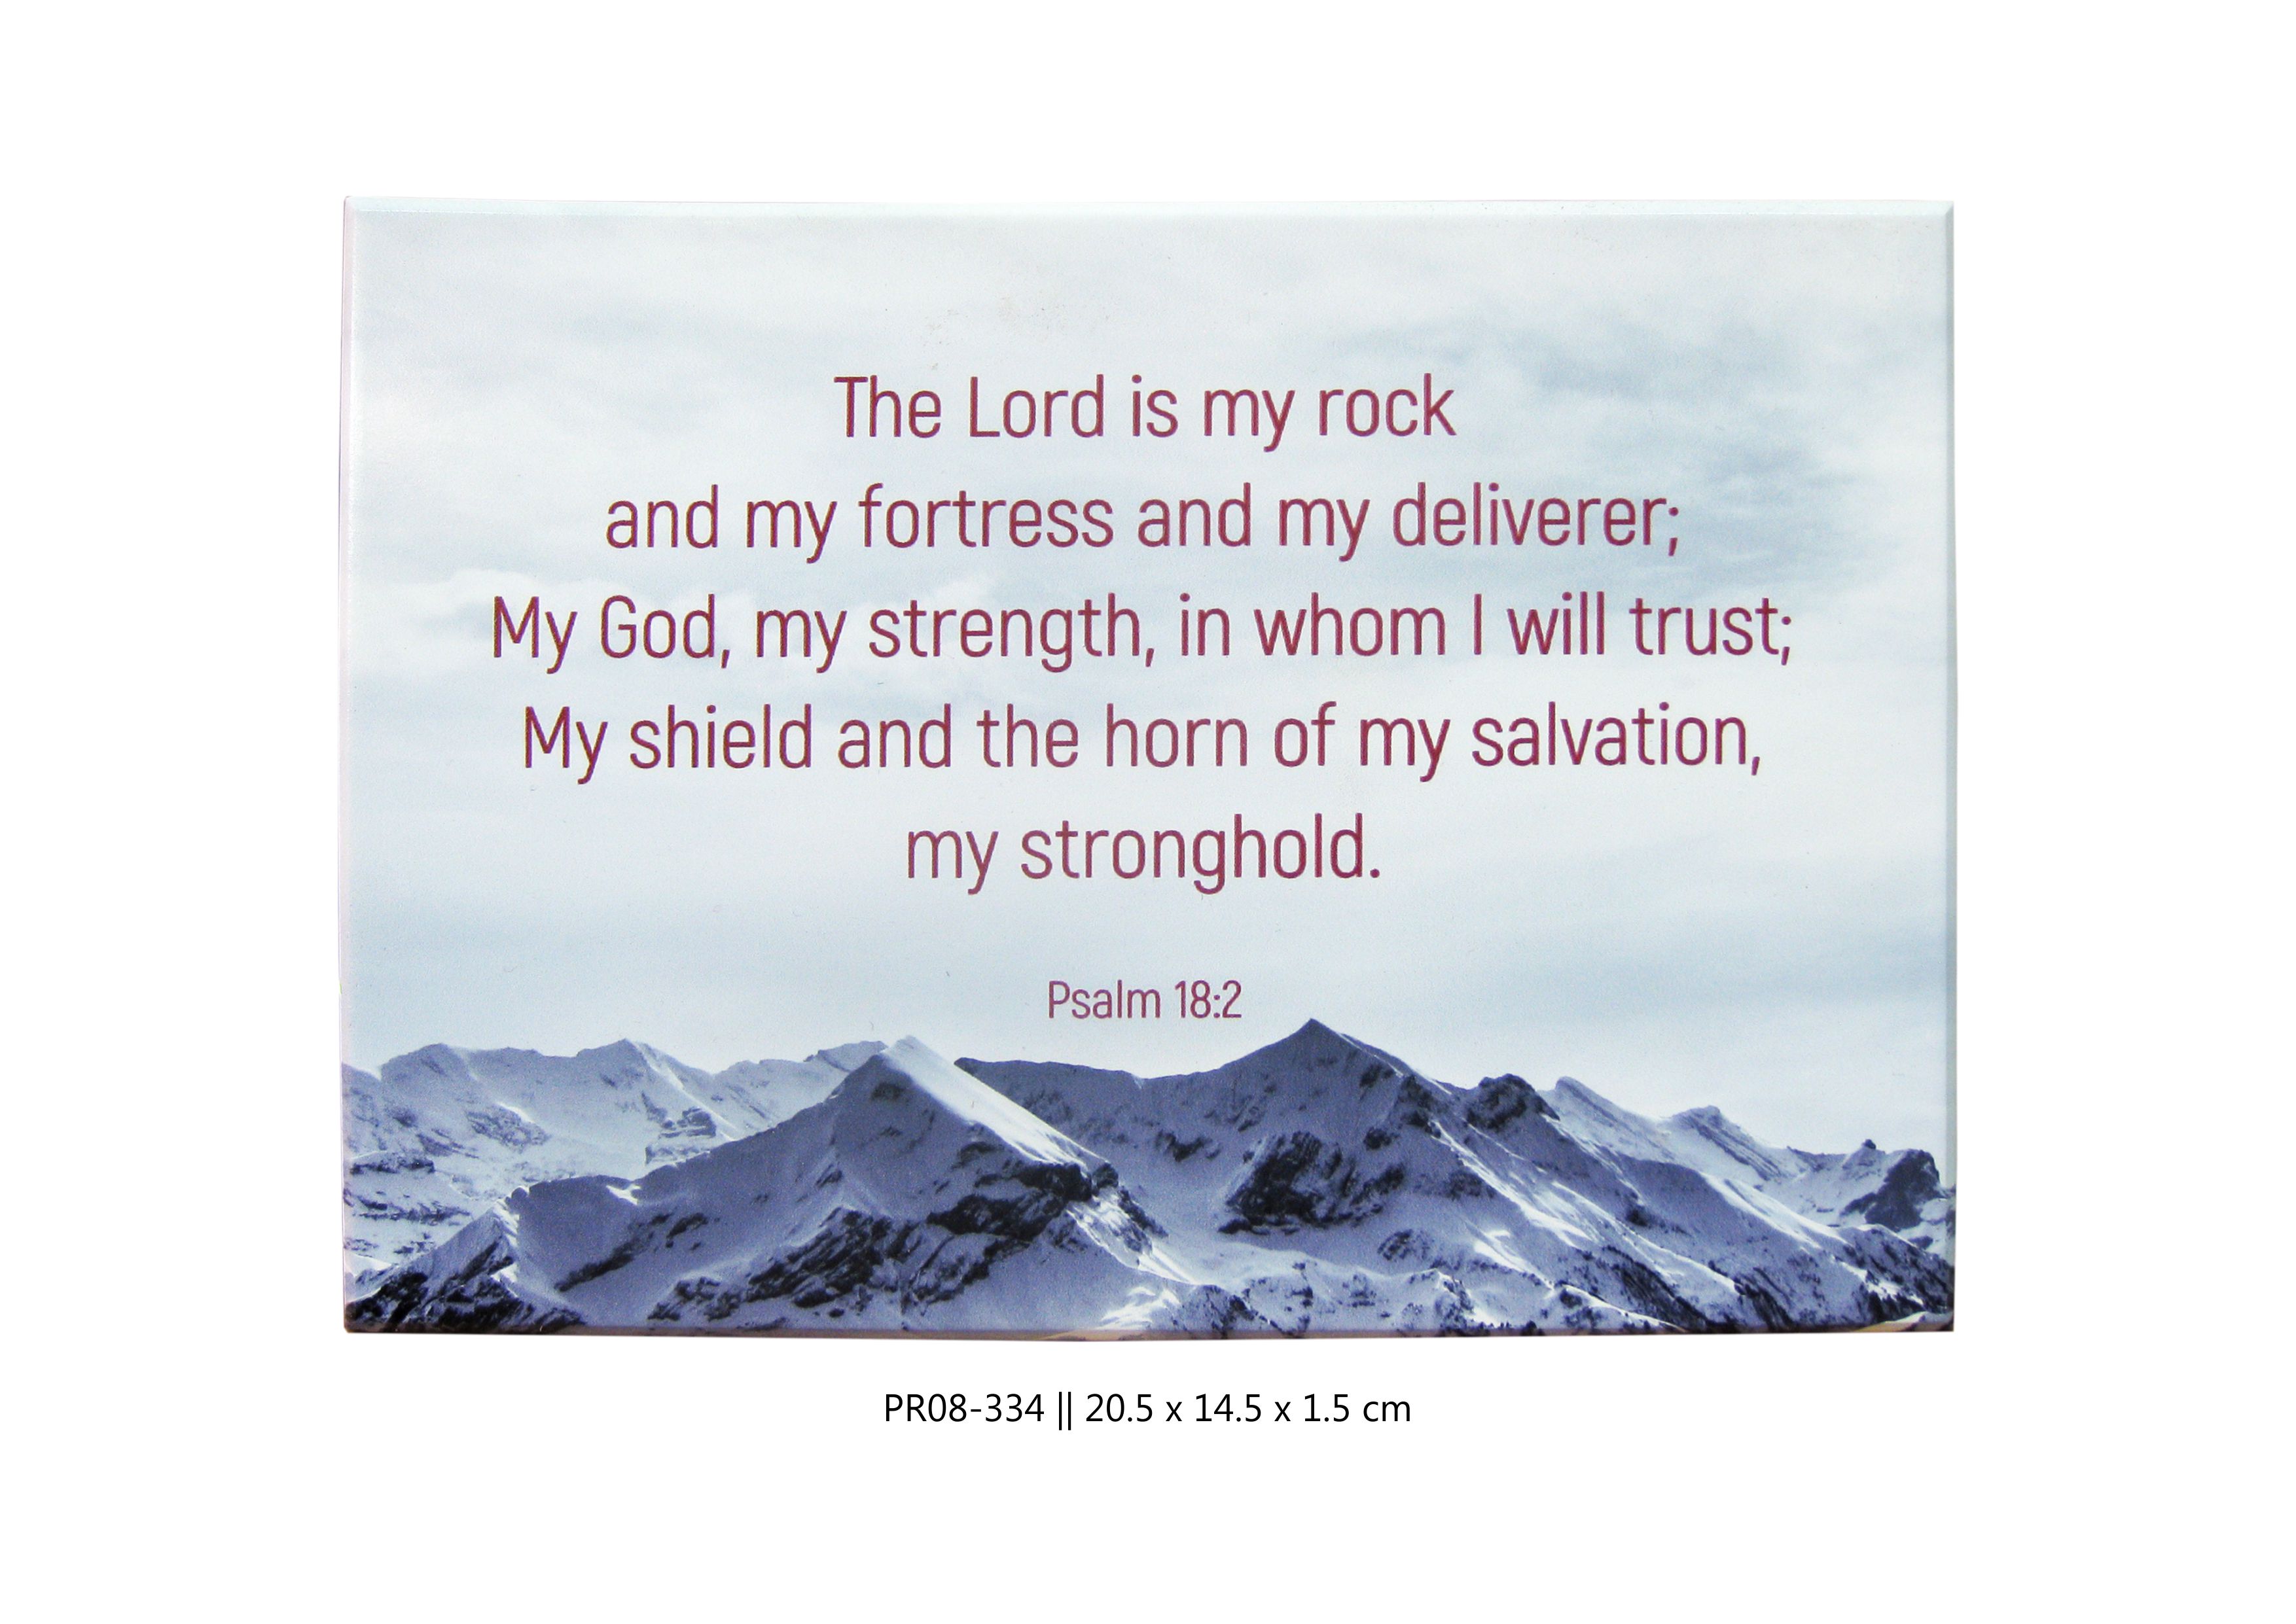 The Lord is my rock
and my fortress and my deliverer;
My God, my strength, in whom I will trust;
My shield and the horn of my salvation,
my stronghold.
Psalm 18:2
PR08-334 || 20.5 x 14.5 x 1.5 cm